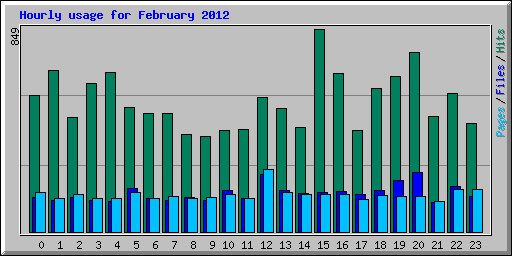 Hourly usage for February 2012
849
Pages / Files / Hits
0 1 2 3 4 5 6 7 8 9 10 11 12 13 14 15 16 17 18 19 20 21 22 23